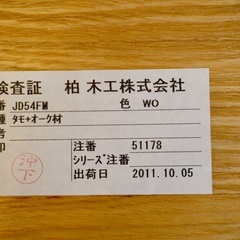 検査証 柏木工株式会社
番 JD54FM 色 WO
種 タモ+オーク材
考
印 注番 51178
シリーズ注番
出荷日 2011.10.05
沖下